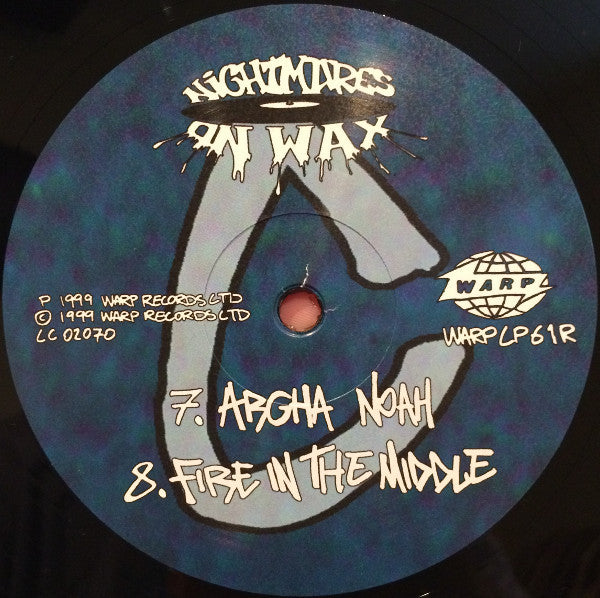 NIGHTMARES
ON WAX
C
WARP
P 1999 WARP RECORDS LTD
© 1999 WARP RECORDS LTD
LC 02070
WARPLP61R
7. ARGHA NOAH
8. FIRE IN THE MIDDLE